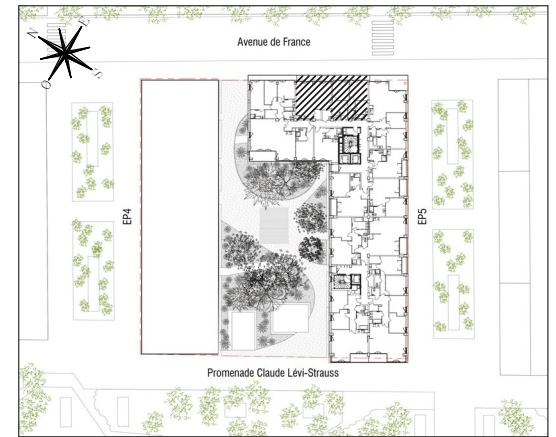 N
E
Avenue de France
O
S
EP4
EP5
Promenade Claude Lévi-Strauss